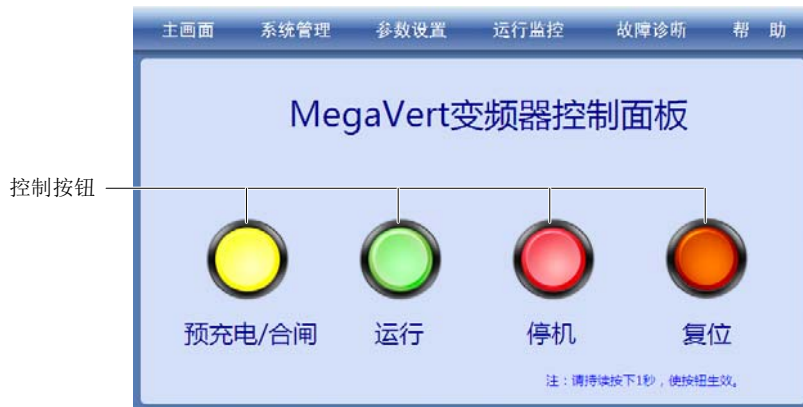 主画面 系统管理 参数设置 运行监控 故障诊断 帮 助
MegaVert变频器控制面板
控制按钮
预充电/合闸 运行 停机 复位
注：请持续按下1秒，使按钮生效。